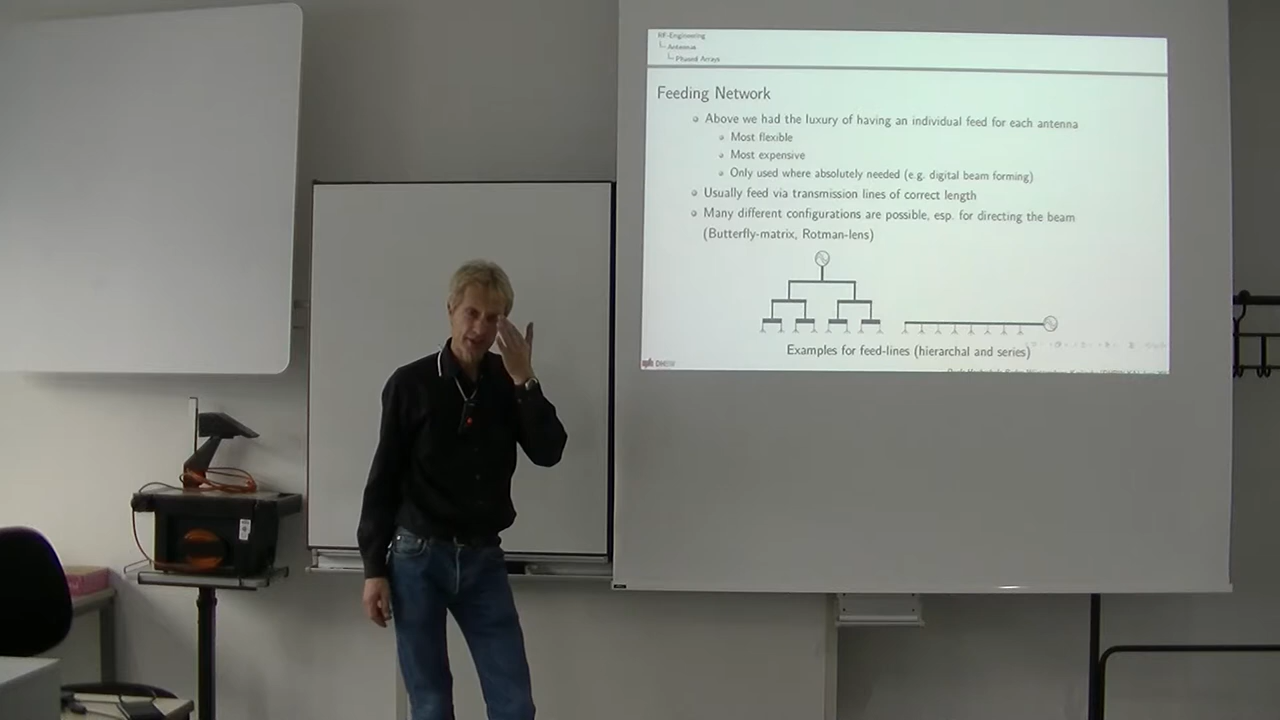 RF-Engineering
Antennas
Phased Arrays
Feeding Network
Above we had the luxury of having an individual feed for each antenna
Most flexible
Most expensive
Only used where absolutely needed (e.g. digital beam forming)
Usually feed via transmission lines of correct length
Many different configurations are possible, esp. for directing the beam
(Butterfly-matrix, Rotman-lens)
Examples for feed-lines (hierarchal and series)
DHBW